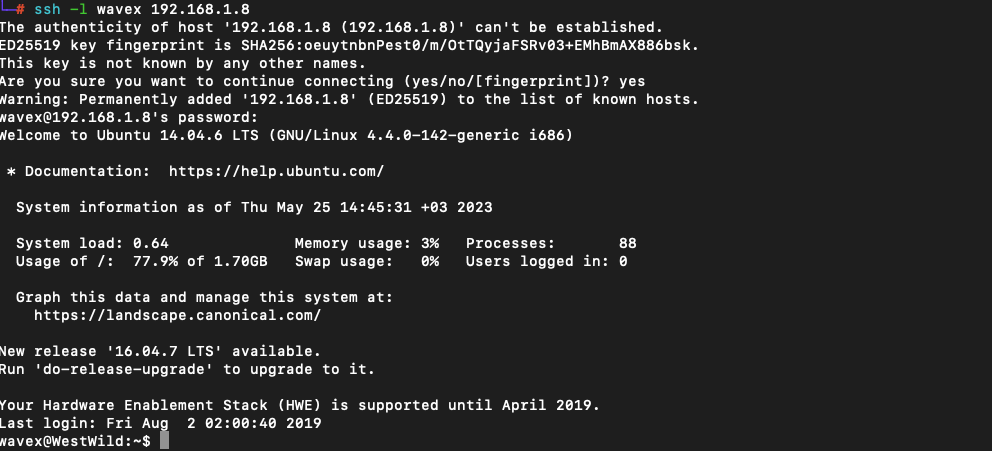 # ssh -l wavex 192.168.1.8
The authenticity of host '192.168.1.8 (192.168.1.8)' can't be established.
ED25519 key fingerprint is SHA256:oeuytnbnPest0/m/OtTQyjaFSRv03+EMhBmAX886bsk.
This key is not known by any other names.
Are you sure you want to continue connecting (yes/no/[fingerprint])? yes
Warning: Permanently added '192.168.1.8' (ED25519) to the list of known hosts.
wavex@192.168.1.8's password:
Welcome to Ubuntu 14.04.6 LTS (GNU/Linux 4.4.0-142-generic i686)
* Documentation:  https://help.ubuntu.com/
System information as of Thu May 25 14:45:31 +03 2023
System load: 0.64              Memory usage: 3%   Processes:       88
Usage of /:  77.9% of 1.70GB   Swap usage:   0%   Users logged in: 0
Graph this data and manage this system at:
https://landscape.canonical.com/
New release '16.04.7 LTS' available.
Run 'do-release-upgrade' to upgrade to it.
Your Hardware Enablement Stack (HWE) is supported until April 2019.
Last login: Fri Aug  2 02:00:40 2019
wavex@WestWild:~$